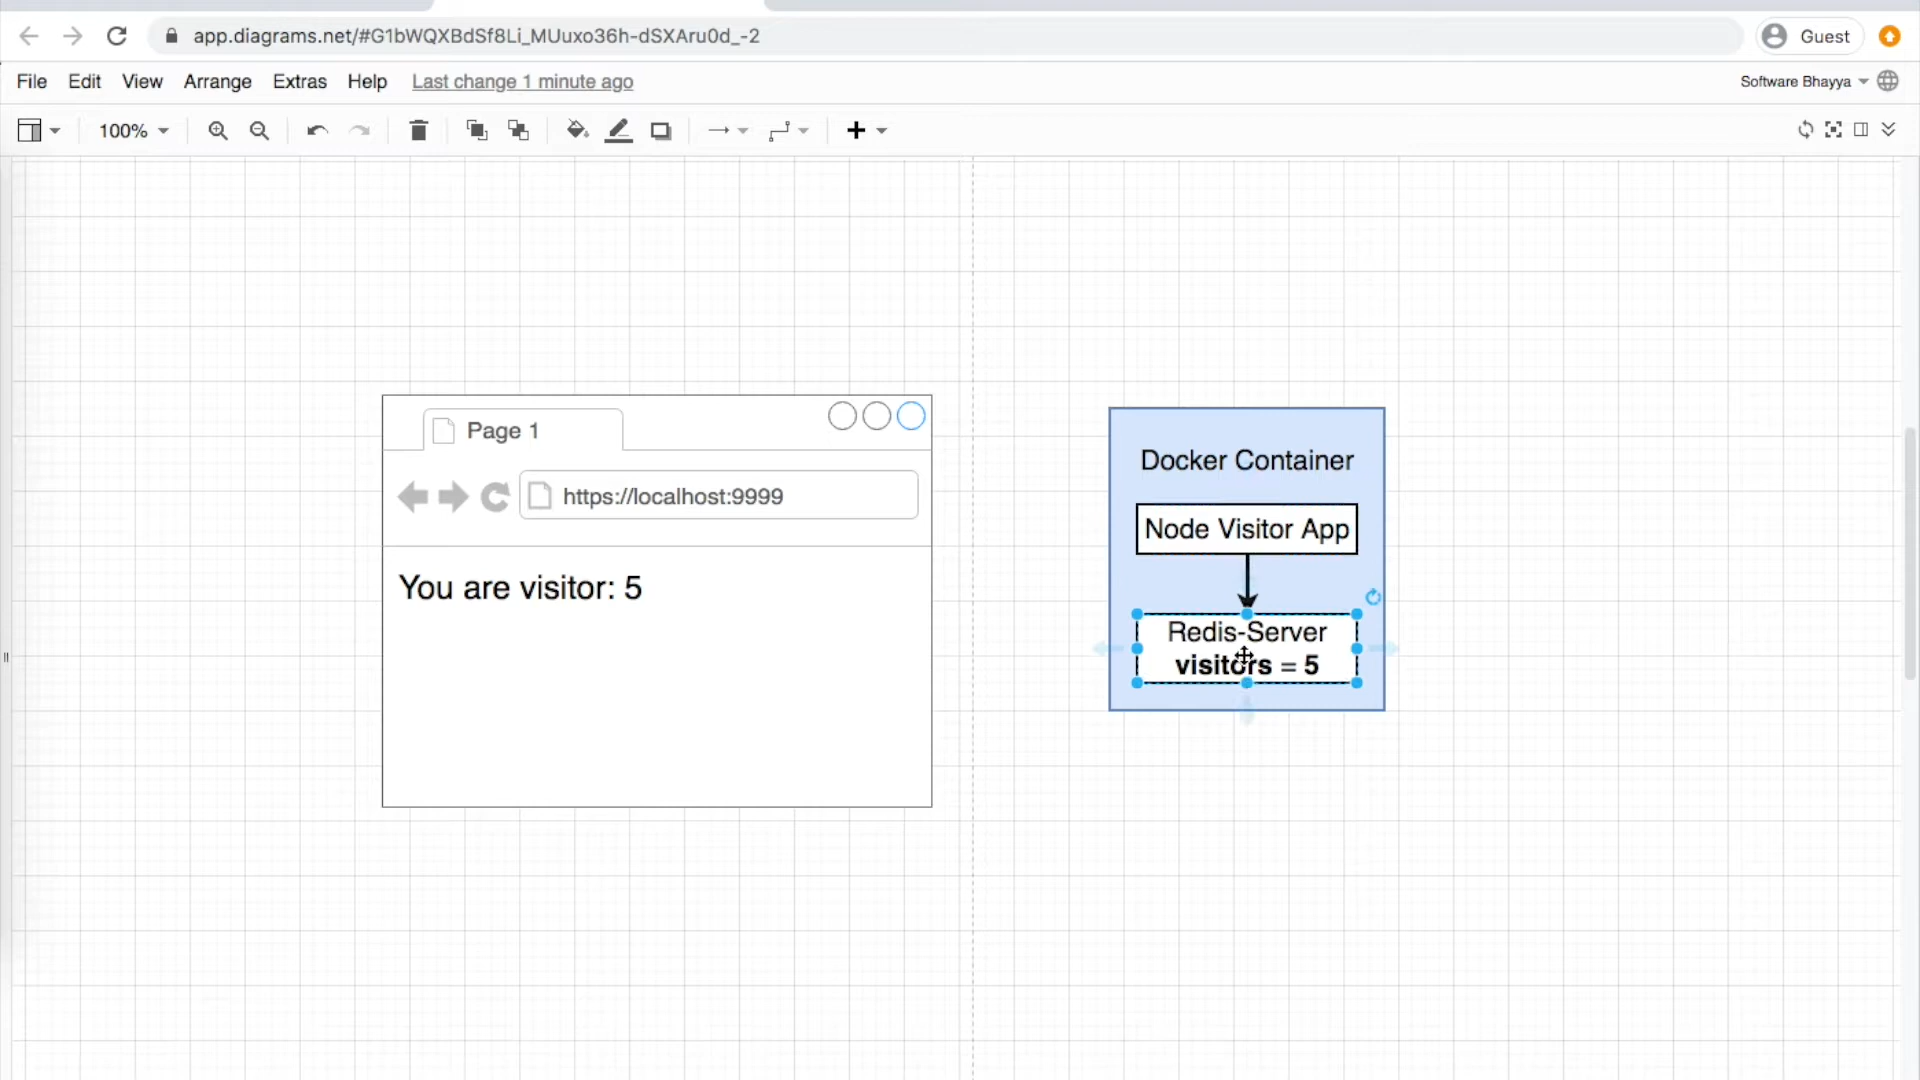 app.diagrams.net/#G1bWQXBdSf8Li_MUuxo36h-dSXAru0d_-2
Guest
File Edit View Arrange Extras Help Last change 1 minute ago
Software Bhayya
100%
Page 1
https://localhost:9999
You are visitor: 5
Docker Container
Node Visitor App
Redis-Server
visitors = 5